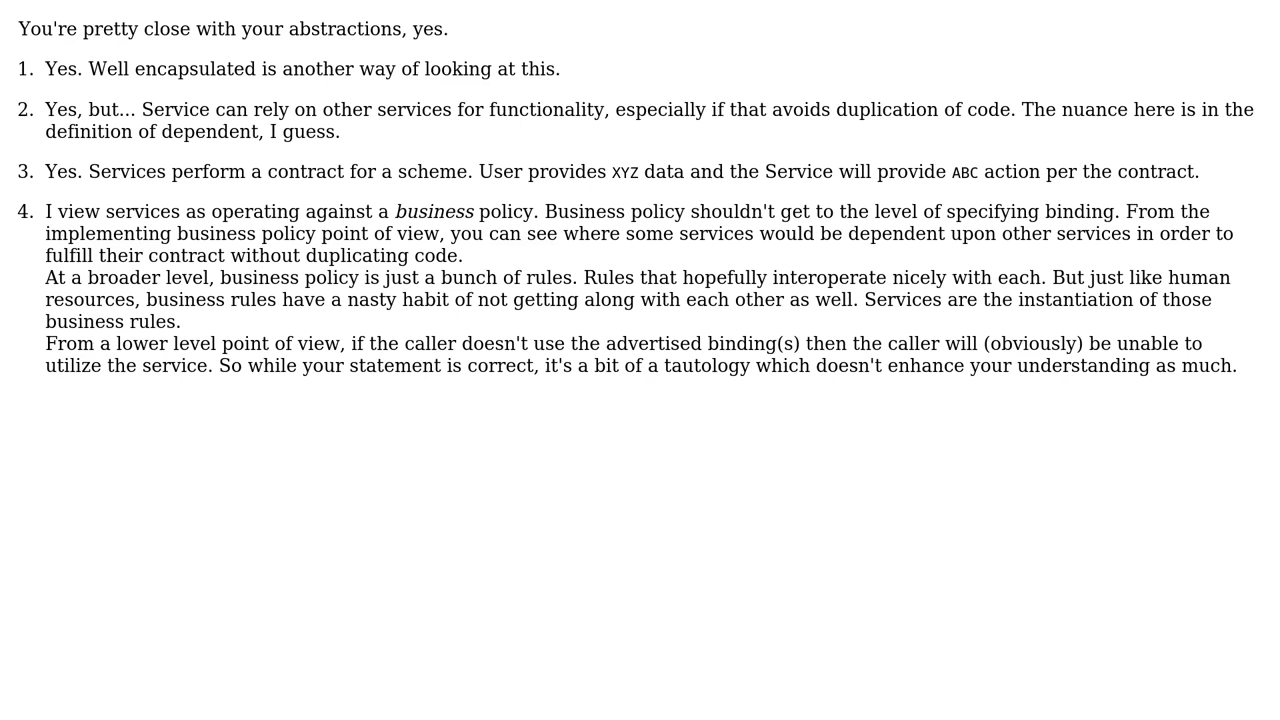 You're pretty close with your abstractions, yes.
1. Yes. Well encapsulated is another way of looking at this.
2. Yes, but... Service can rely on other services for functionality, especially if that avoids duplication of code. The nuance here is in the
definition of dependent, I guess.
3. Yes. Services perform a contract for a scheme. User provides XYZ data and the Service will provide ABC action per the contract.
4. I view services as operating against a business policy. Business policy shouldn't get to the level of specifying binding. From the
implementing business policy point of view, you can see where some services would be dependent upon other services in order to
fulfill their contract without duplicating code.
At a broader level, business policy is just a bunch of rules. Rules that hopefully interoperate nicely with each. But just like human
resources, business rules have a nasty habit of not getting along with each other as well. Services are the instantiation of those
business rules.
From a lower level point of view, if the caller doesn't use the advertised binding(s) then the caller will (obviously) be unable to
utilize the service. So while your statement is correct, it's a bit of a tautology which doesn't enhance your understanding as much.